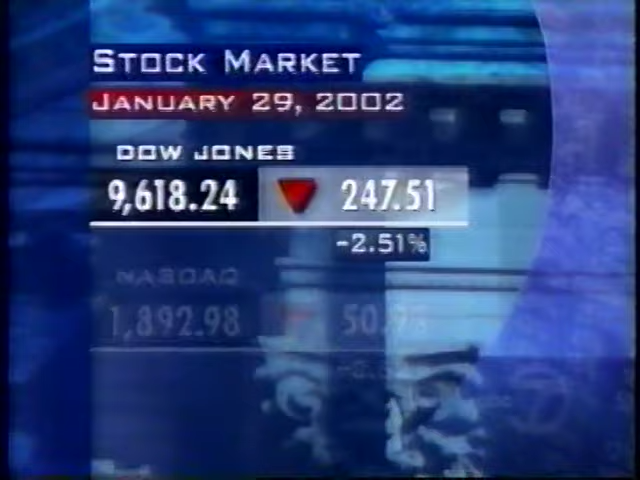 STOCK MARKET
JANUARY 29, 2002
DOW JONES
9,618.24 247.51
-2.51%
NASDAQ
1,892.98